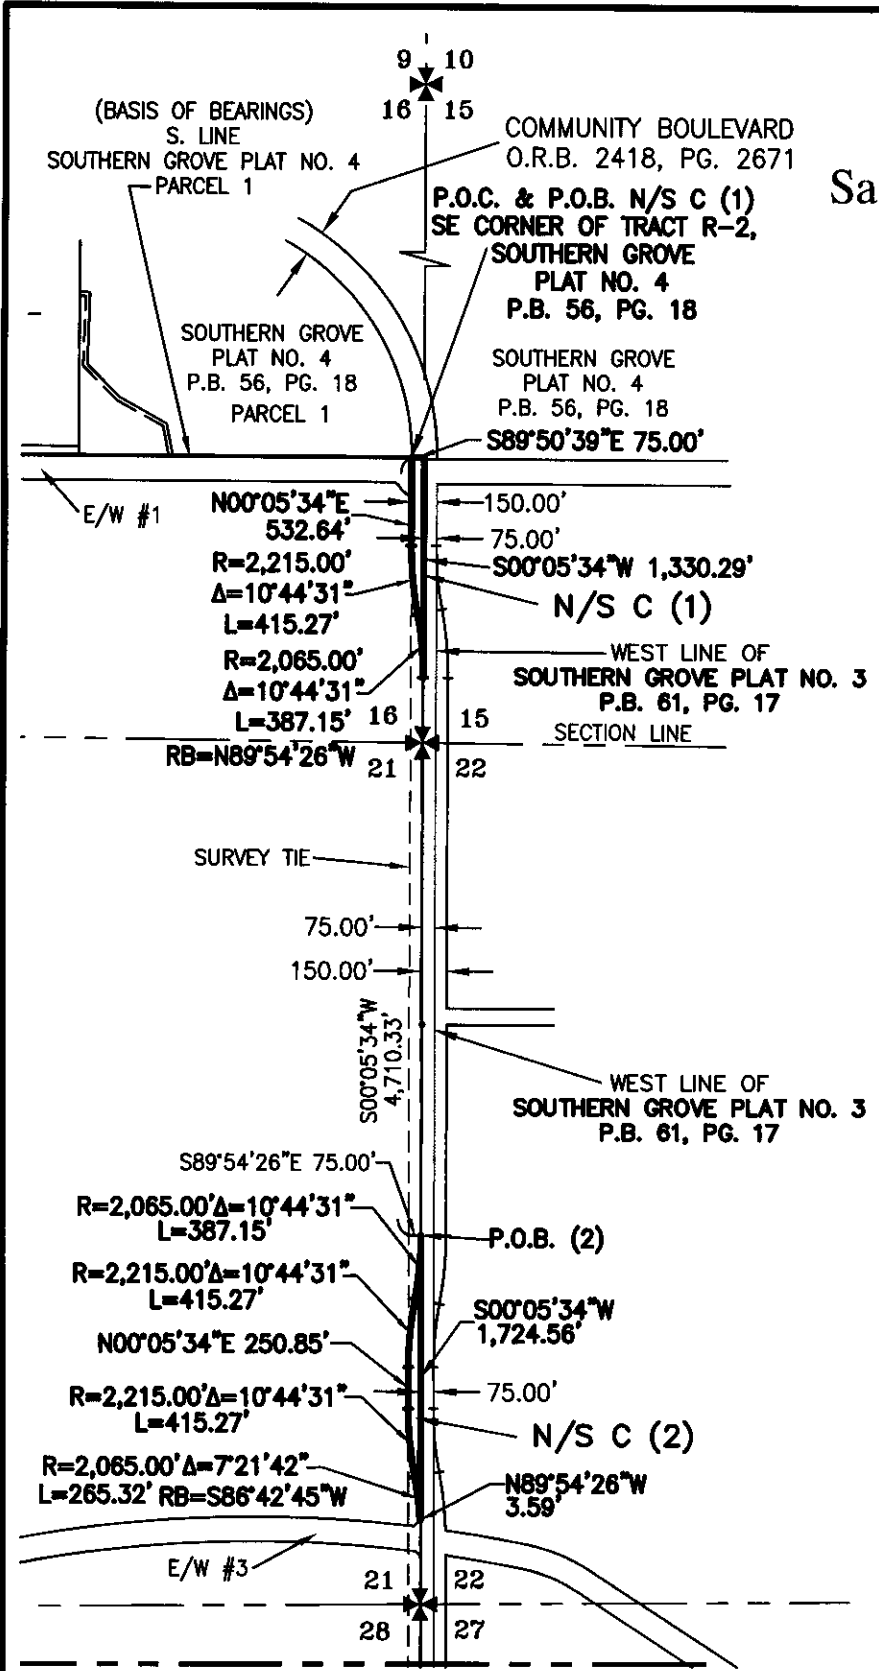 9 10
16 15
(BASIS OF BEARINGS)
S. LINE
SOUTHERN GROVE PLAT NO. 4
PARCEL 1
COMMUNITY BOULEVARD
O.R.B. 2418, PG. 2671
Sa
P.O.C. & P.O.B. N/S C (1)
SE CORNER OF TRACT R-2,
SOUTHERN GROVE
PLAT NO. 4
P.B. 56, PG. 18
SOUTHERN GROVE
PLAT NO. 4
P.B. 56, PG. 18
PARCEL 1
SOUTHERN GROVE
PLAT NO. 4
P.B. 56, PG. 18
S89°50'39"E 75.00'
E/W #1
N00°05'34"E
532.64'
150.00'
75.00'
R=2,215.00'
Δ=10°44'31"
L=415.27'
S00°05'34"W 1,330.29'
N/S C (1)
R=2,065.00'
Δ=10°44'31"
L=387.15'
RB=N89°54'26"W
WEST LINE OF
SOUTHERN GROVE PLAT NO. 3
P.B. 61, PG. 17
16 15
SECTION LINE
21 22
SURVEY TIE
75.00'
150.00'
S00°05'34"W
4,710.33'
WEST LINE OF
SOUTHERN GROVE PLAT NO. 3
P.B. 61, PG. 17
S89°54'26"E 75.00'
R=2,065.00'Δ=10°44'31"
L=387.15'
P.O.B. (2)
R=2,215.00'Δ=10°44'31"
L=415.27'
S00°05'34"W
1,724.56'
N00°05'34"E 250.85'
R=2,215.00'Δ=10°44'31"
L=415.27'
75.00'
N/S C (2)
R=2,065.00'Δ=7°21'42"
L=265.32' RB=S86°42'45"W
N89°54'26"W
3.59'
E/W #3
21 22
28 27